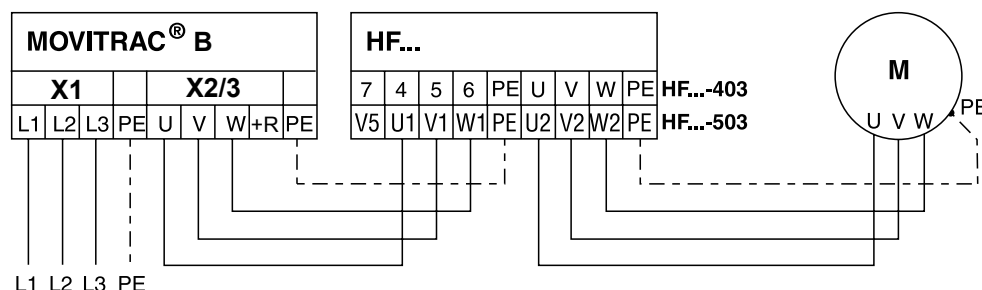 MOVITRAC® B
HF...
M
X1 X2/3
7 4 5 6 PE U V W PE HF...-403
L1 L2 L3 PE U V W +R PE
V5 U1 V1 W1 PE U2 V2 W2 PE HF...-503
U V W PE
L1 L2 L3 PE